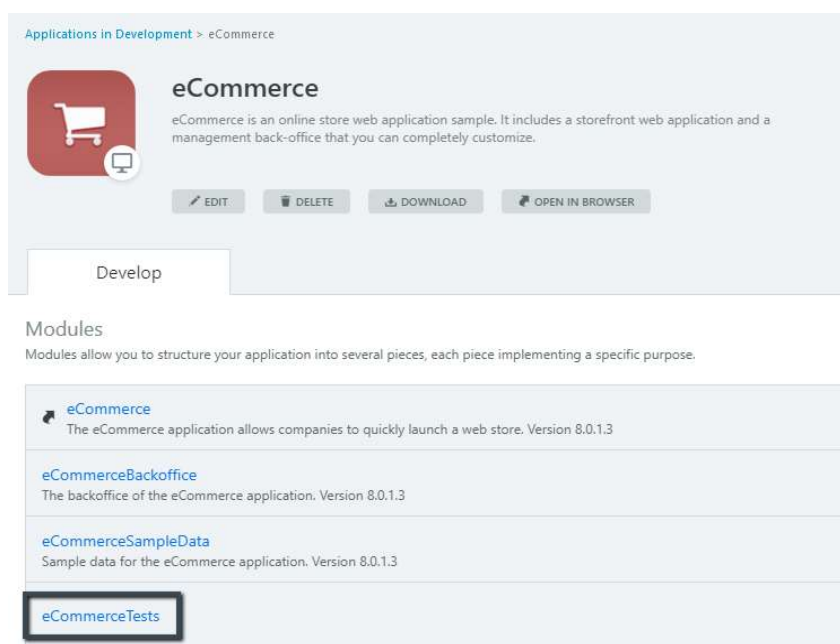 Applications in Development > eCommerce
eCommerce
eCommerce is an online store web application sample. It includes a storefront web application and a
management back-office that you can completely customize.
EDIT DELETE DOWNLOAD OPEN IN BROWSER
Develop
Modules
Modules allow you to structure your application into several pieces, each piece implementing a specific purpose.
eCommerce
The eCommerce application allows companies to quickly launch a web store. Version 8.0.1.3
eCommerceBackoffice
The backoffice of the eCommerce application. Version 8.0.1.3
eCommerceSampleData
Sample data for the eCommerce application. Version 8.0.1.3
eCommerceTests